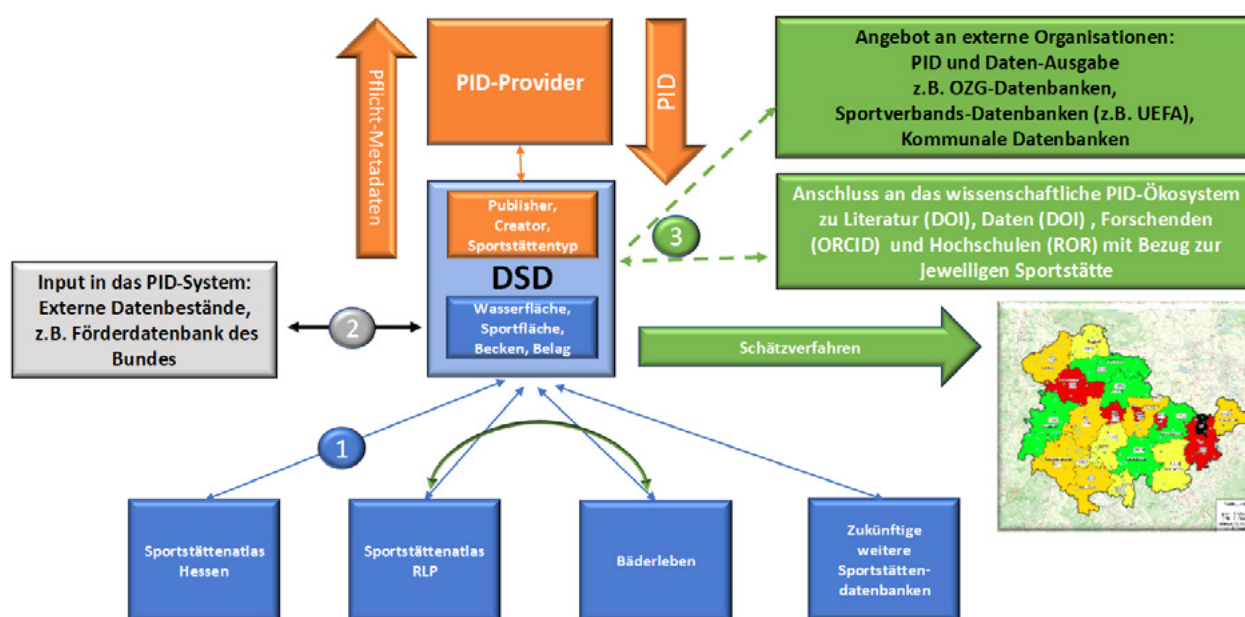 Pflicht-Metadaten
PID-Provider
PID
Angebot an externe Organisationen:
PID und Daten-Ausgabe
z.B. OZG-Datenbanken,
Sportverbands-Datenbanken (z.B. UEFA),
Kommunale Datenbanken
Publisher,
Creator,
Sportstättentyp
DSD
Wasserfläche,
Sportfläche,
Becken, Belag
3
Anschluss an das wissenschaftliche PID-Ökosystem
zu Literatur (DOI), Daten (DOI) , Forschenden
(ORCID) und Hochschulen (ROR) mit Bezug zur
jeweiligen Sportstätte
Input in das PID-System:
Externe Datenbestände,
z.B. Förderdatenbank des
Bundes
2
Schätzverfahren
1
Sportstättenatlas
Hessen
Sportstättenatlas
RLP
Bäderleben
Zukünftige
weitere
Sportstätten-
datenbanken